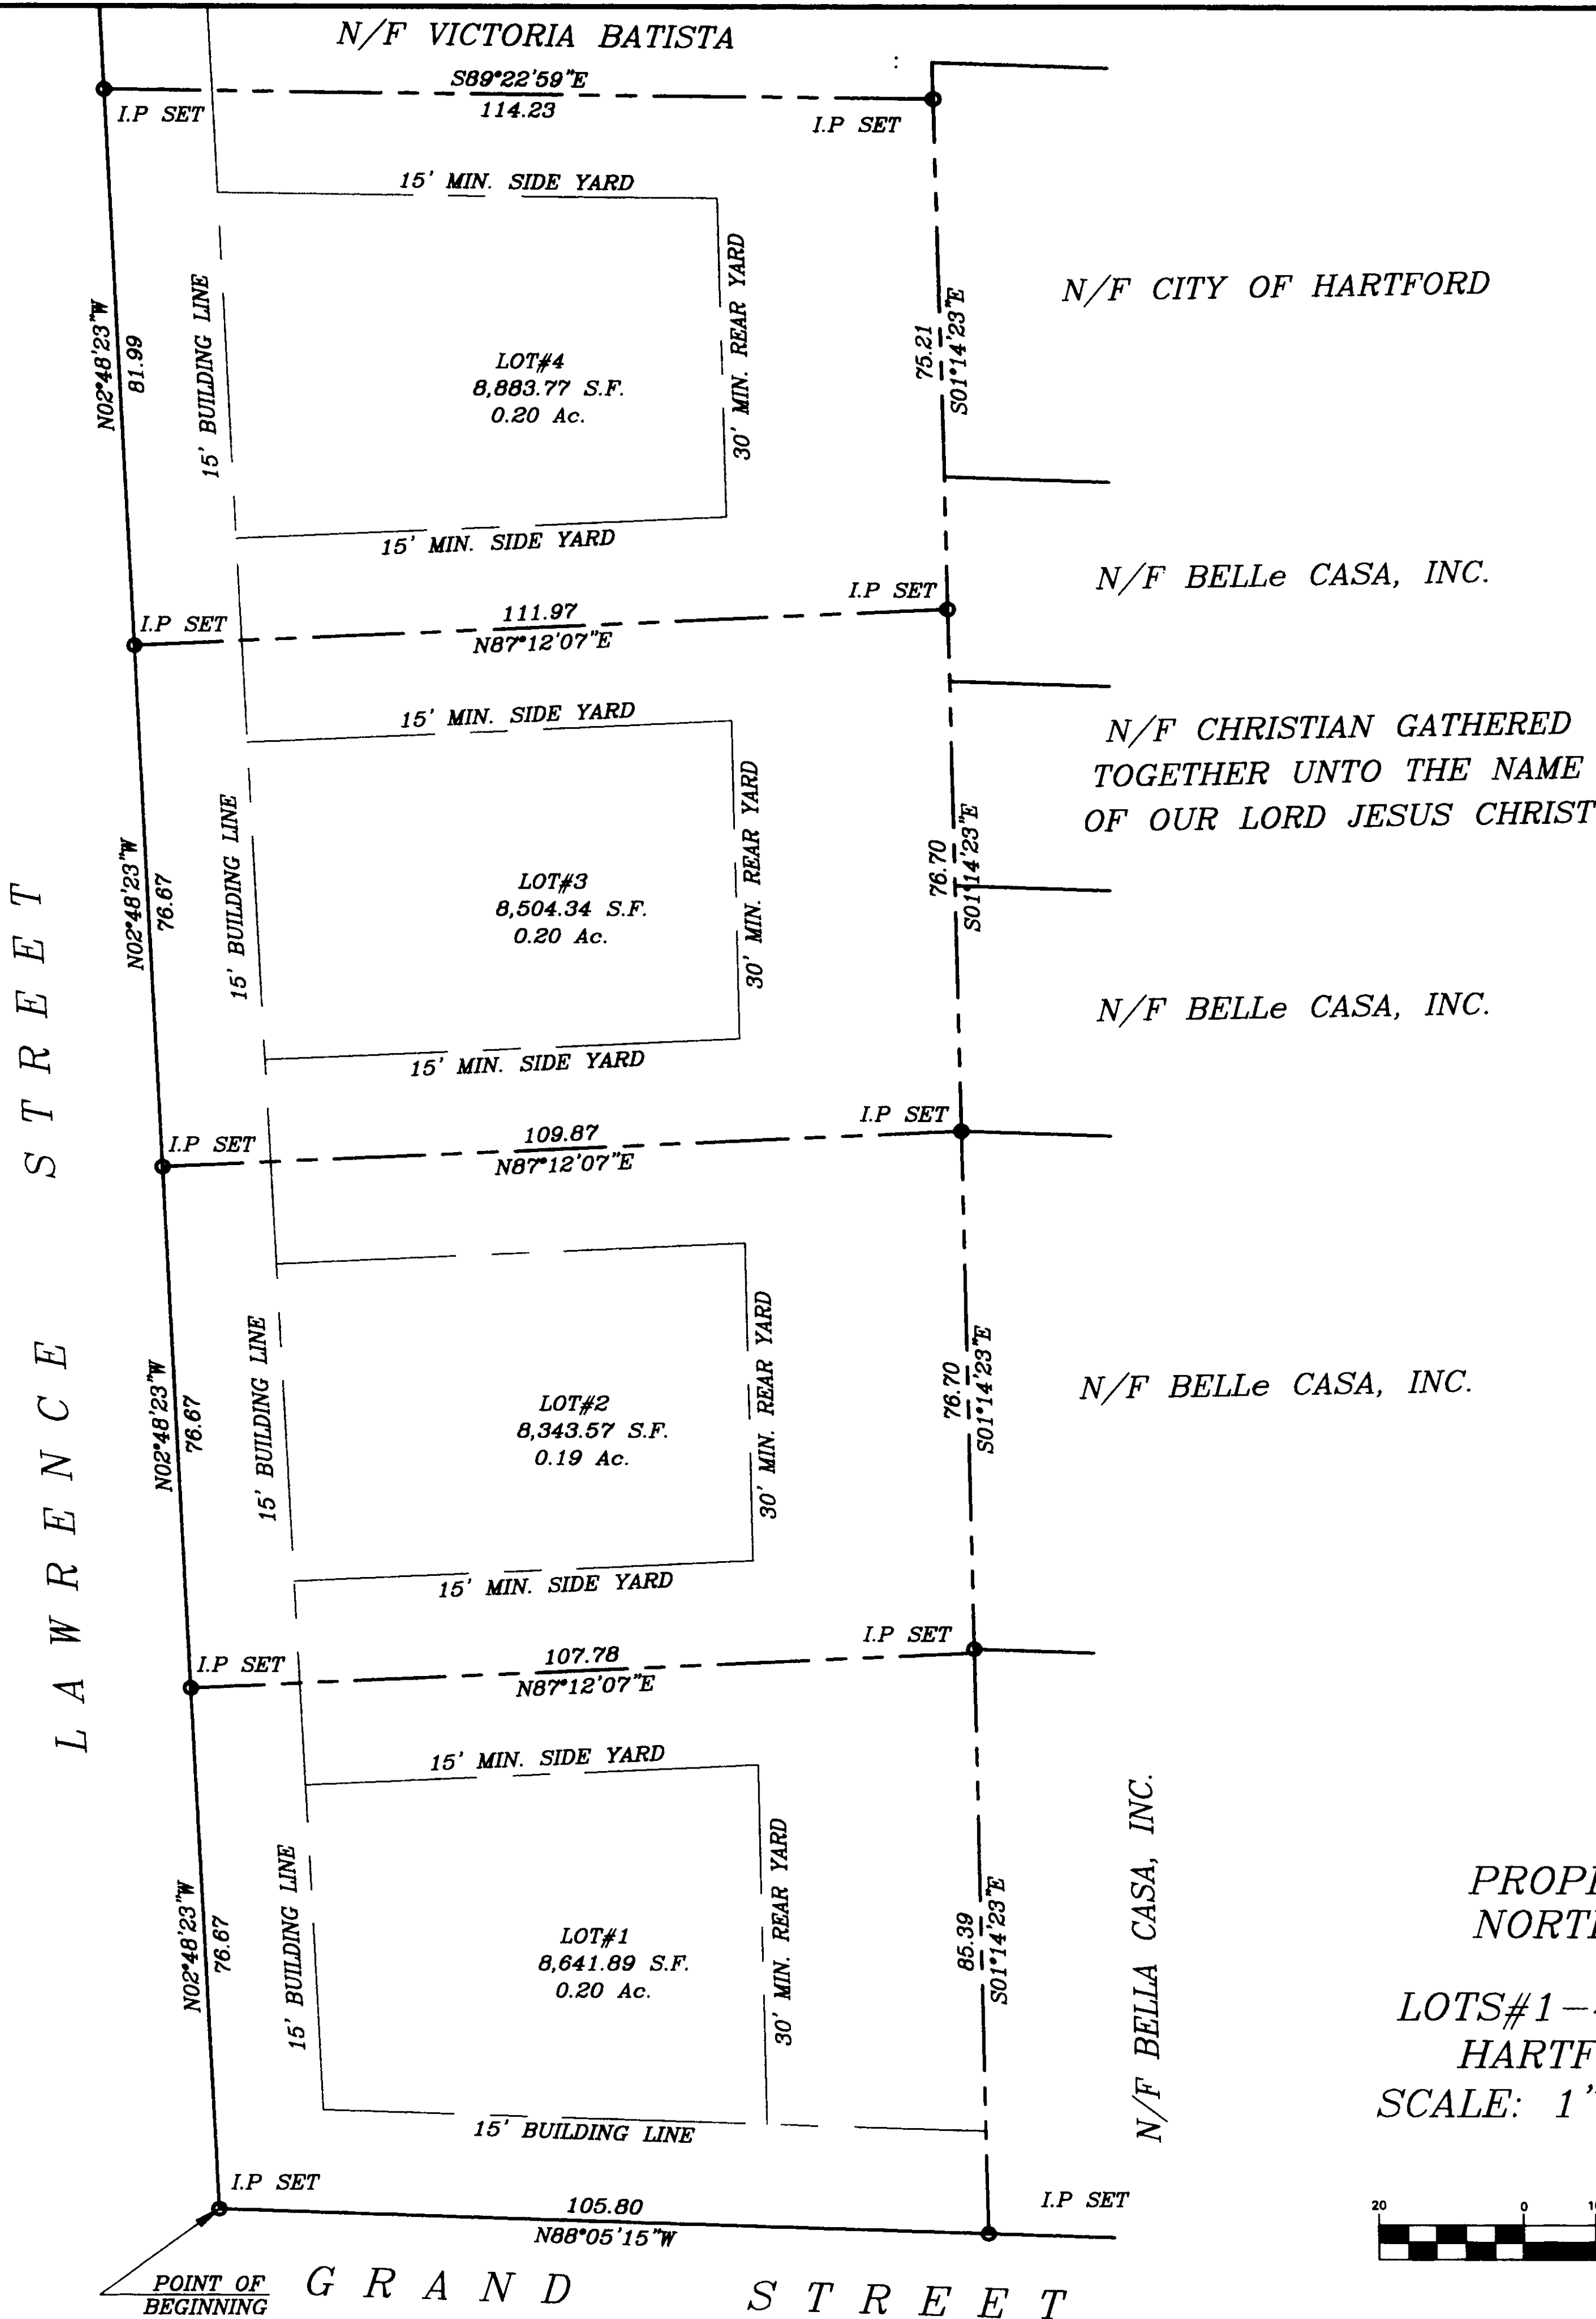 N/F VICTORIA BATISTA
S89°22'59"E
114.23
I.P SET
I.P SET
15' MIN. SIDE YARD
N02°48'23"W
81.99
15' BUILDING LINE
LOT#4
8,883.77 S.F.
0.20 Ac.
30' MIN. REAR YARD
75.21
S01°14'23"E
N/F CITY OF HARTFORD
15' MIN. SIDE YARD
N/F BELLe CASA, INC.
I.P SET
I.P SET
111.97
N87°12'07"E
15' MIN. SIDE YARD
N/F CHRISTIAN GATHERED
TOGETHER UNTO THE NAME
OF OUR LORD JESUS CHRIST
N02°48'23"W
76.67
15' BUILDING LINE
LOT#3
8,504.34 S.F.
0.20 Ac.
30' MIN. REAR YARD
76.70
S01°14'23"E
N/F BELLe CASA, INC.
15' MIN. SIDE YARD
I.P SET
I.P SET
109.87
N87°12'07"E
LAWRENCE STREET
N02°48'23"W
76.67
15' BUILDING LINE
LOT#2
8,343.57 S.F.
0.19 Ac.
30' MIN. REAR YARD
76.70
S01°14'23"E
N/F BELLe CASA, INC.
15' MIN. SIDE YARD
I.P SET
I.P SET
107.78
N87°12'07"E
15' MIN. SIDE YARD
N02°48'23"W
76.67
15' BUILDING LINE
LOT#1
8,641.89 S.F.
0.20 Ac.
30' MIN. REAR YARD
85.39
S01°14'23"E
N/F BELLA CASA, INC.
15' BUILDING LINE
I.P SET
I.P SET
105.80
N88°05'15"W
POINT OF
BEGINNING
GRAND STREET
LOTS#1-
SCALE: 1"
20 0